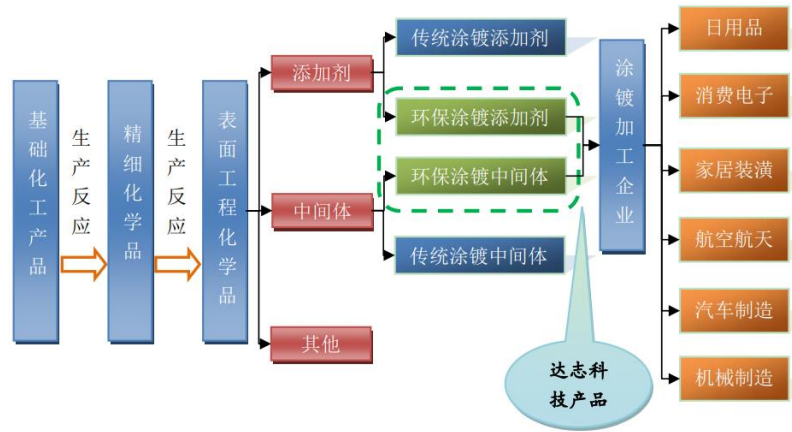 基础化工产品
生产反应
精细化学品
生产反应
表面工程化学品
添加剂
中间体
其他
传统涂镀添加剂
环保涂镀添加剂
环保涂镀中间体
传统涂镀中间体
达志科
技产品
涂镀加工企业
日用品
消费电子
家居装潢
航空航天
汽车制造
机械制造